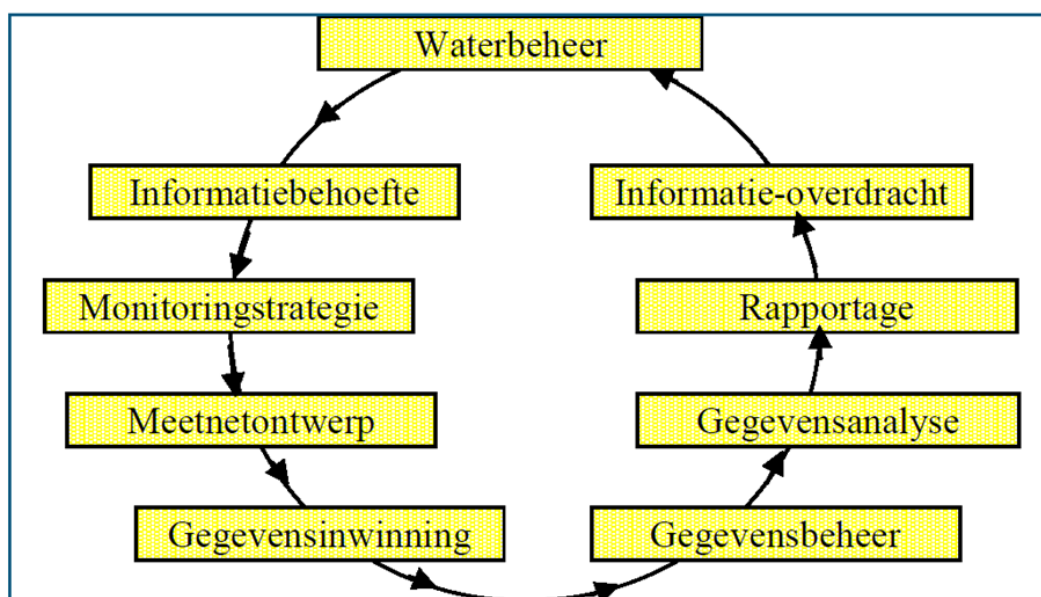 Waterbeheer
Informatiebehoefte
Informatie-overdracht
Monitoringstrategie
Rapportage
Meetnetontwerp
Gegevensanalyse
Gegevensinwinning
Gegevensbeheer